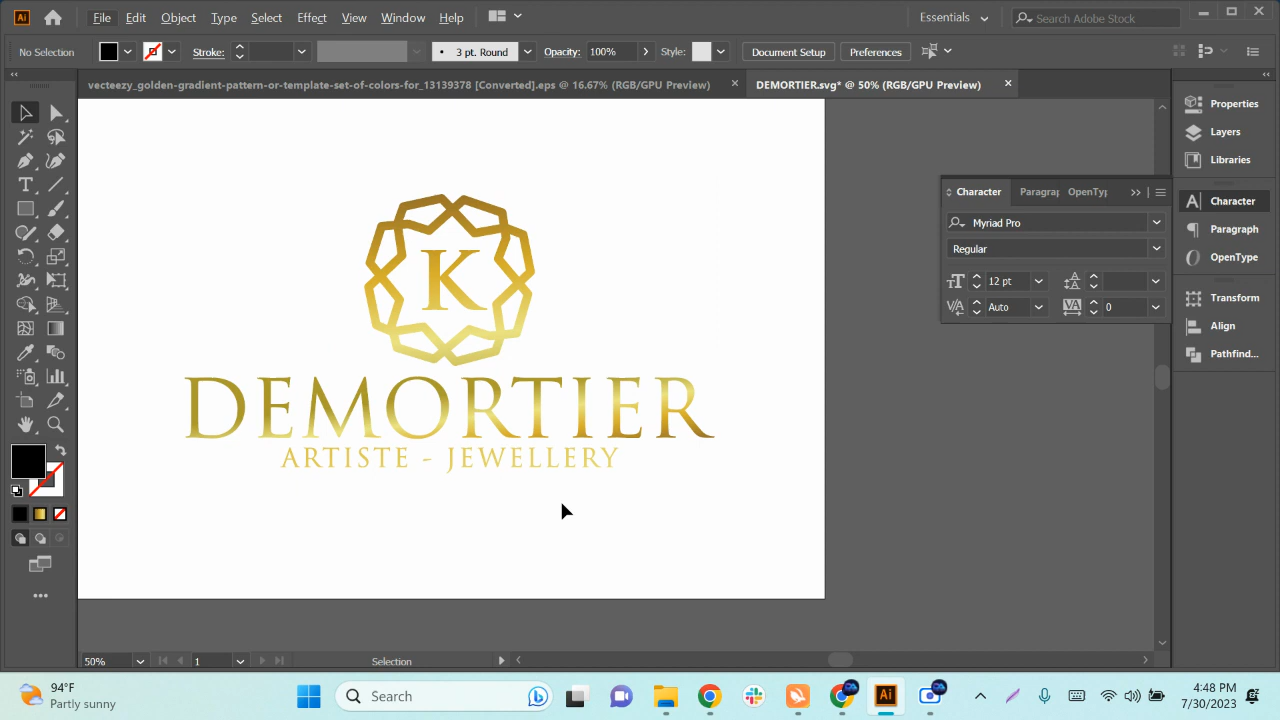 Ai File Edit Object Type Select Effect View Window Help Essentials Search Adobe Stock
No Selection Stroke: 3 pt. Round Opacity: 100% Style: Document Setup Preferences
vecteezy_golden-gradient-pattern-or-template-set-of-colors-for_13139378 [Converted].eps @ 16.67% (RGB/GPU Preview) DEMORTIER.svg* @ 50% (RGB/GPU Preview)
Properties
Layers
Libraries
Character
Paragraph
OpenType
Transform
Align
Pathfind...
Character Paragra OpenTy
Myriad Pro
Regular
12 pt
Auto 0
K
DEMORTIER
ARTISTE - JEWELLERY
50% 1 Selection
94°F
Partly sunny
Search
Ai
4:48 PM
7/30/2023